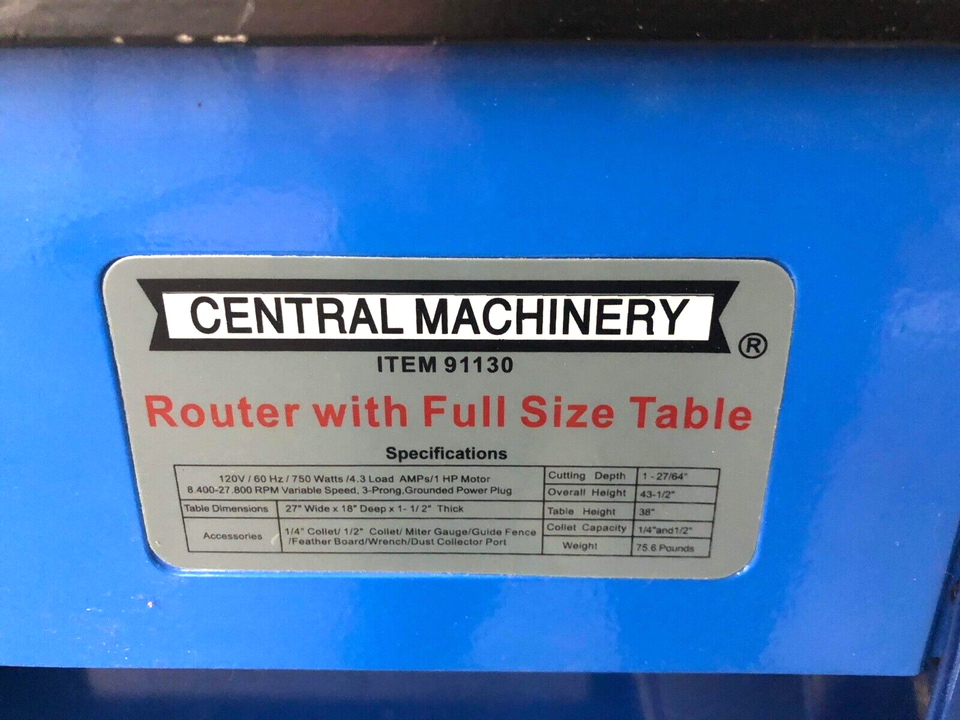 CENTRAL MACHINERY
®
ITEM 91130
Router with Full Size Table
Specifications
120V / 60 Hz / 750 Watts /4.3 Load AMPs/1 HP Motor
8.400-27.800 RPM Variable Speed, 3-Prong,Grounded Power Plug
Table Dimensions 27" Wide x 18" Deep x 1- 1/ 2" Thick
Accessories 1/4" Collet/ 1/2" Collet/ Miter Gauge/Guide Fence
/Feather Board/Wrench/Dust Collector Port
Cutting Depth 1 - 27/64"
Overall Height 43-1/2"
Table Height 38"
Collet Capacity 1/4"and1/2"
Weight 75.6 Pounds